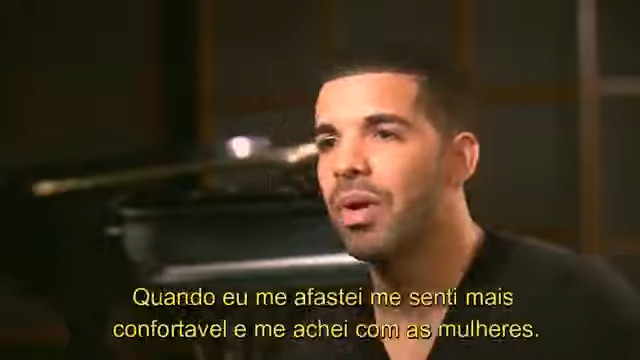 Quando eu me afastei me senti mais
confortavel e me achei com as mulheres.